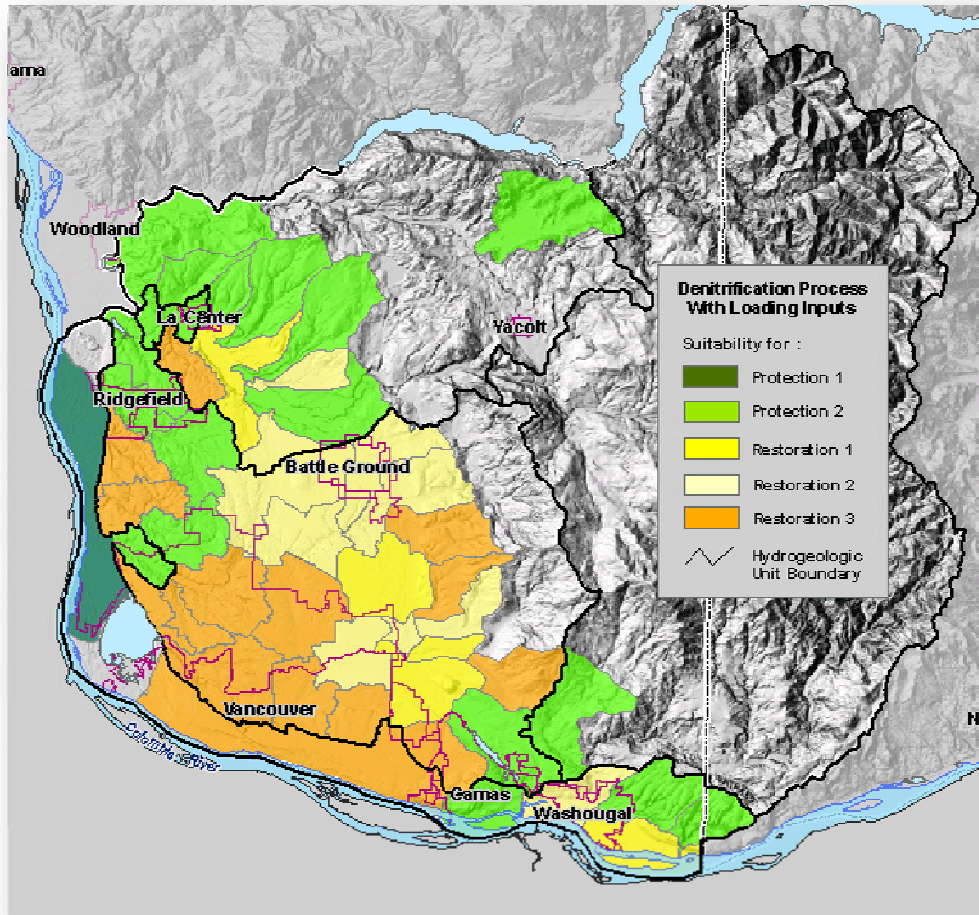 ama
Woodland
La Center
Yacolt
Ridgefield
Battle Ground
Vancouver
Columbia River
Camas
Washougal
N
Denitrification Process
With Loading Inputs
Suitability for :
Protection 1
Protection 2
Restoration 1
Restoration 2
Restoration 3
Hydrogeologic
Unit Boundary